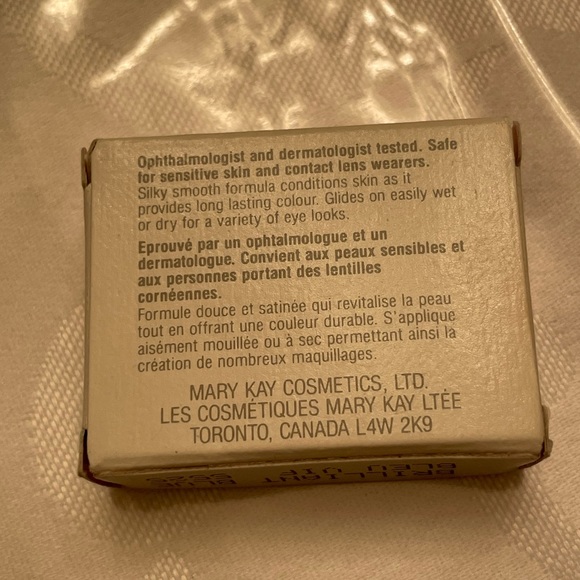 Ophthalmologist and dermatologist tested. Safe
for sensitive skin and contact lens wearers.
Silky smooth formula conditions skin as it
provides long lasting colour. Glides on easily wet
or dry for a variety of eye looks.
Eprouvé par un ophtalmologue et un
dermatologue. Convient aux peaux sensibles et
aux personnes portant des lentilles
cornéennes.
Formule douce et satinée qui revitalise la peau
tout en offrant une couleur durable. S'applique
aisément mouillée ou à sec permettant ainsi la
création de nombreux maquillages.
MARY KAY COSMETICS, LTD.
LES COSMÉTIQUES MARY KAY LTÉE
TORONTO, CANADA L4W 2K9
BRILLIANT BLUE
BLEU VIF